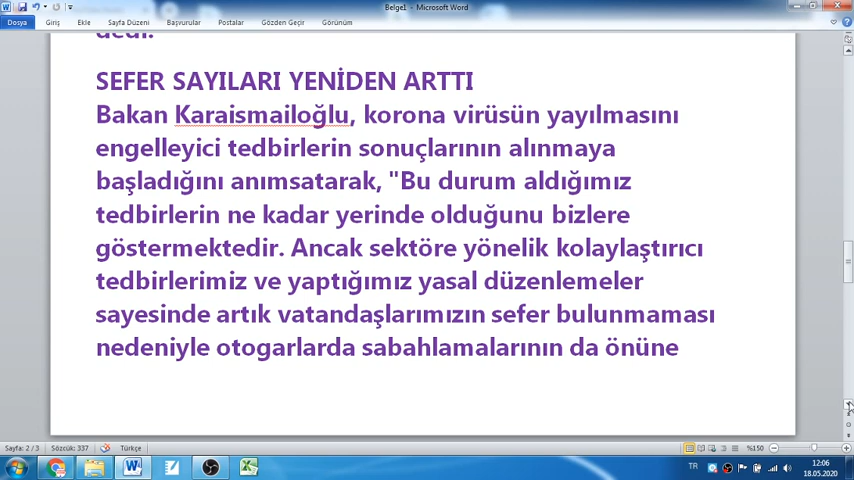 Belge1 - Microsoft Word
Dosya Giriş Ekle Sayfa Düzeni Başvurular Postalar Gözden Geçir Görünüm
dedi.
SEFER SAYILARI YENİDEN ARTTI
Bakan Karaismailoğlu, korona virüsün yayılmasını
engelleyici tedbirlerin sonuçlarının alınmaya
başladığını anımsatarak, "Bu durum aldığımız
tedbirlerin ne kadar yerinde olduğunu bizlere
göstermektedir. Ancak sektöre yönelik kolaylaştırıcı
tedbirlerimiz ve yaptığımız yasal düzenlemeler
sayesinde artık vatandaşlarımızın sefer bulunmaması
nedeniyle otogarlarda sabahlamalarının da önüne
Sayfa: 2 / 3 Sözcük: 337 Türkçe %150
TR 12:06
18.05.2020